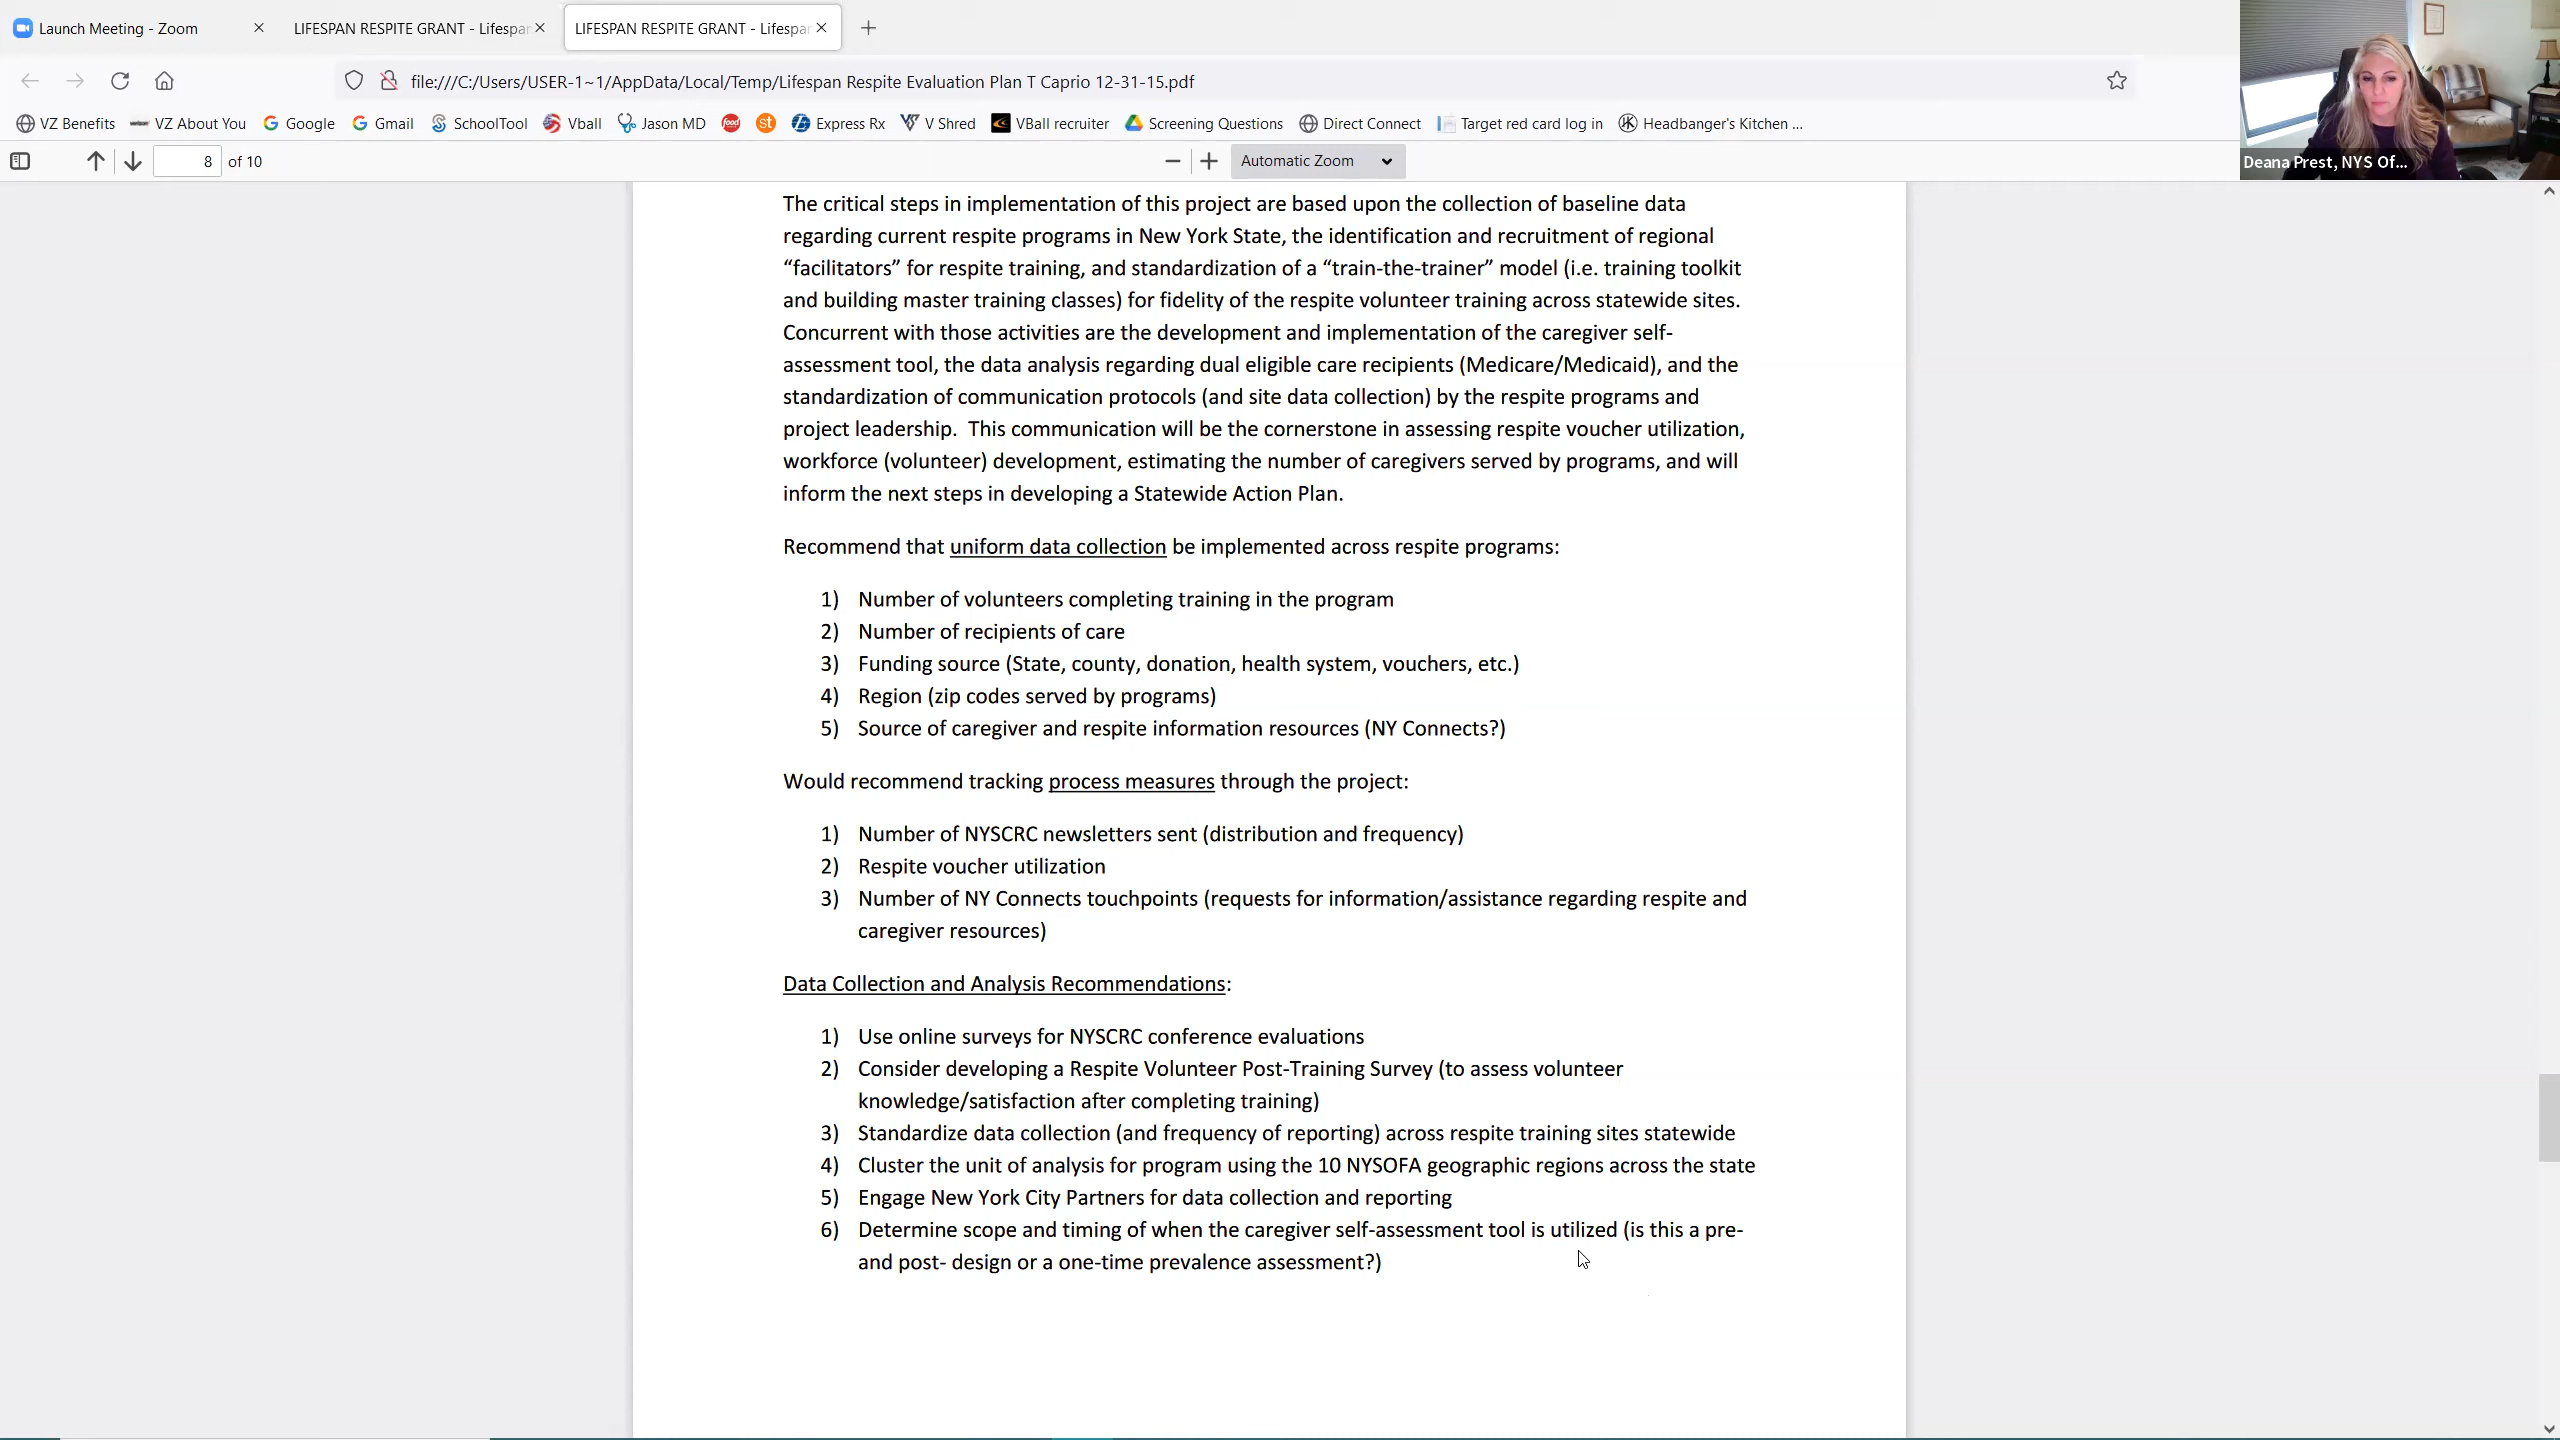 Launch Meeting - Zoom
LIFESPAN RESPITE GRANT - Lifespan
LIFESPAN RESPITE GRANT - Lifespan
file:///C:/Users/USER-1~1/AppData/Local/Temp/Lifespan Respite Evaluation Plan T Caprio 12-31-15.pdf
VZ Benefits
VZ About You
Google
Gmail
SchoolTool
Vball
Jason MD
food
st
Express Rx
V Shred
VBall recruiter
Screening Questions
Direct Connect
Target red card log in
Headbanger's Kitchen ...
Deana Prest, NYS Of...
8 of 10
Automatic Zoom
The critical steps in implementation of this project are based upon the collection of baseline data
regarding current respite programs in New York State, the identification and recruitment of regional
“facilitators” for respite training, and standardization of a “train-the-trainer” model (i.e. training toolkit
and building master training classes) for fidelity of the respite volunteer training across statewide sites.
Concurrent with those activities are the development and implementation of the caregiver self-
assessment tool, the data analysis regarding dual eligible care recipients (Medicare/Medicaid), and the
standardization of communication protocols (and site data collection) by the respite programs and
project leadership.  This communication will be the cornerstone in assessing respite voucher utilization,
workforce (volunteer) development, estimating the number of caregivers served by programs, and will
inform the next steps in developing a Statewide Action Plan.
Recommend that uniform data collection be implemented across respite programs:
1) Number of volunteers completing training in the program
2) Number of recipients of care
3) Funding source (State, county, donation, health system, vouchers, etc.)
4) Region (zip codes served by programs)
5) Source of caregiver and respite information resources (NY Connects?)
Would recommend tracking process measures through the project:
1) Number of NYSCRC newsletters sent (distribution and frequency)
2) Respite voucher utilization
3) Number of NY Connects touchpoints (requests for information/assistance regarding respite and
caregiver resources)
Data Collection and Analysis Recommendations:
1) Use online surveys for NYSCRC conference evaluations
2) Consider developing a Respite Volunteer Post-Training Survey (to assess volunteer
knowledge/satisfaction after completing training)
3) Standardize data collection (and frequency of reporting) across respite training sites statewide
4) Cluster the unit of analysis for program using the 10 NYSOFA geographic regions across the state
5) Engage New York City Partners for data collection and reporting
6) Determine scope and timing of when the caregiver self-assessment tool is utilized (is this a pre-
and post- design or a one-time prevalence assessment?)